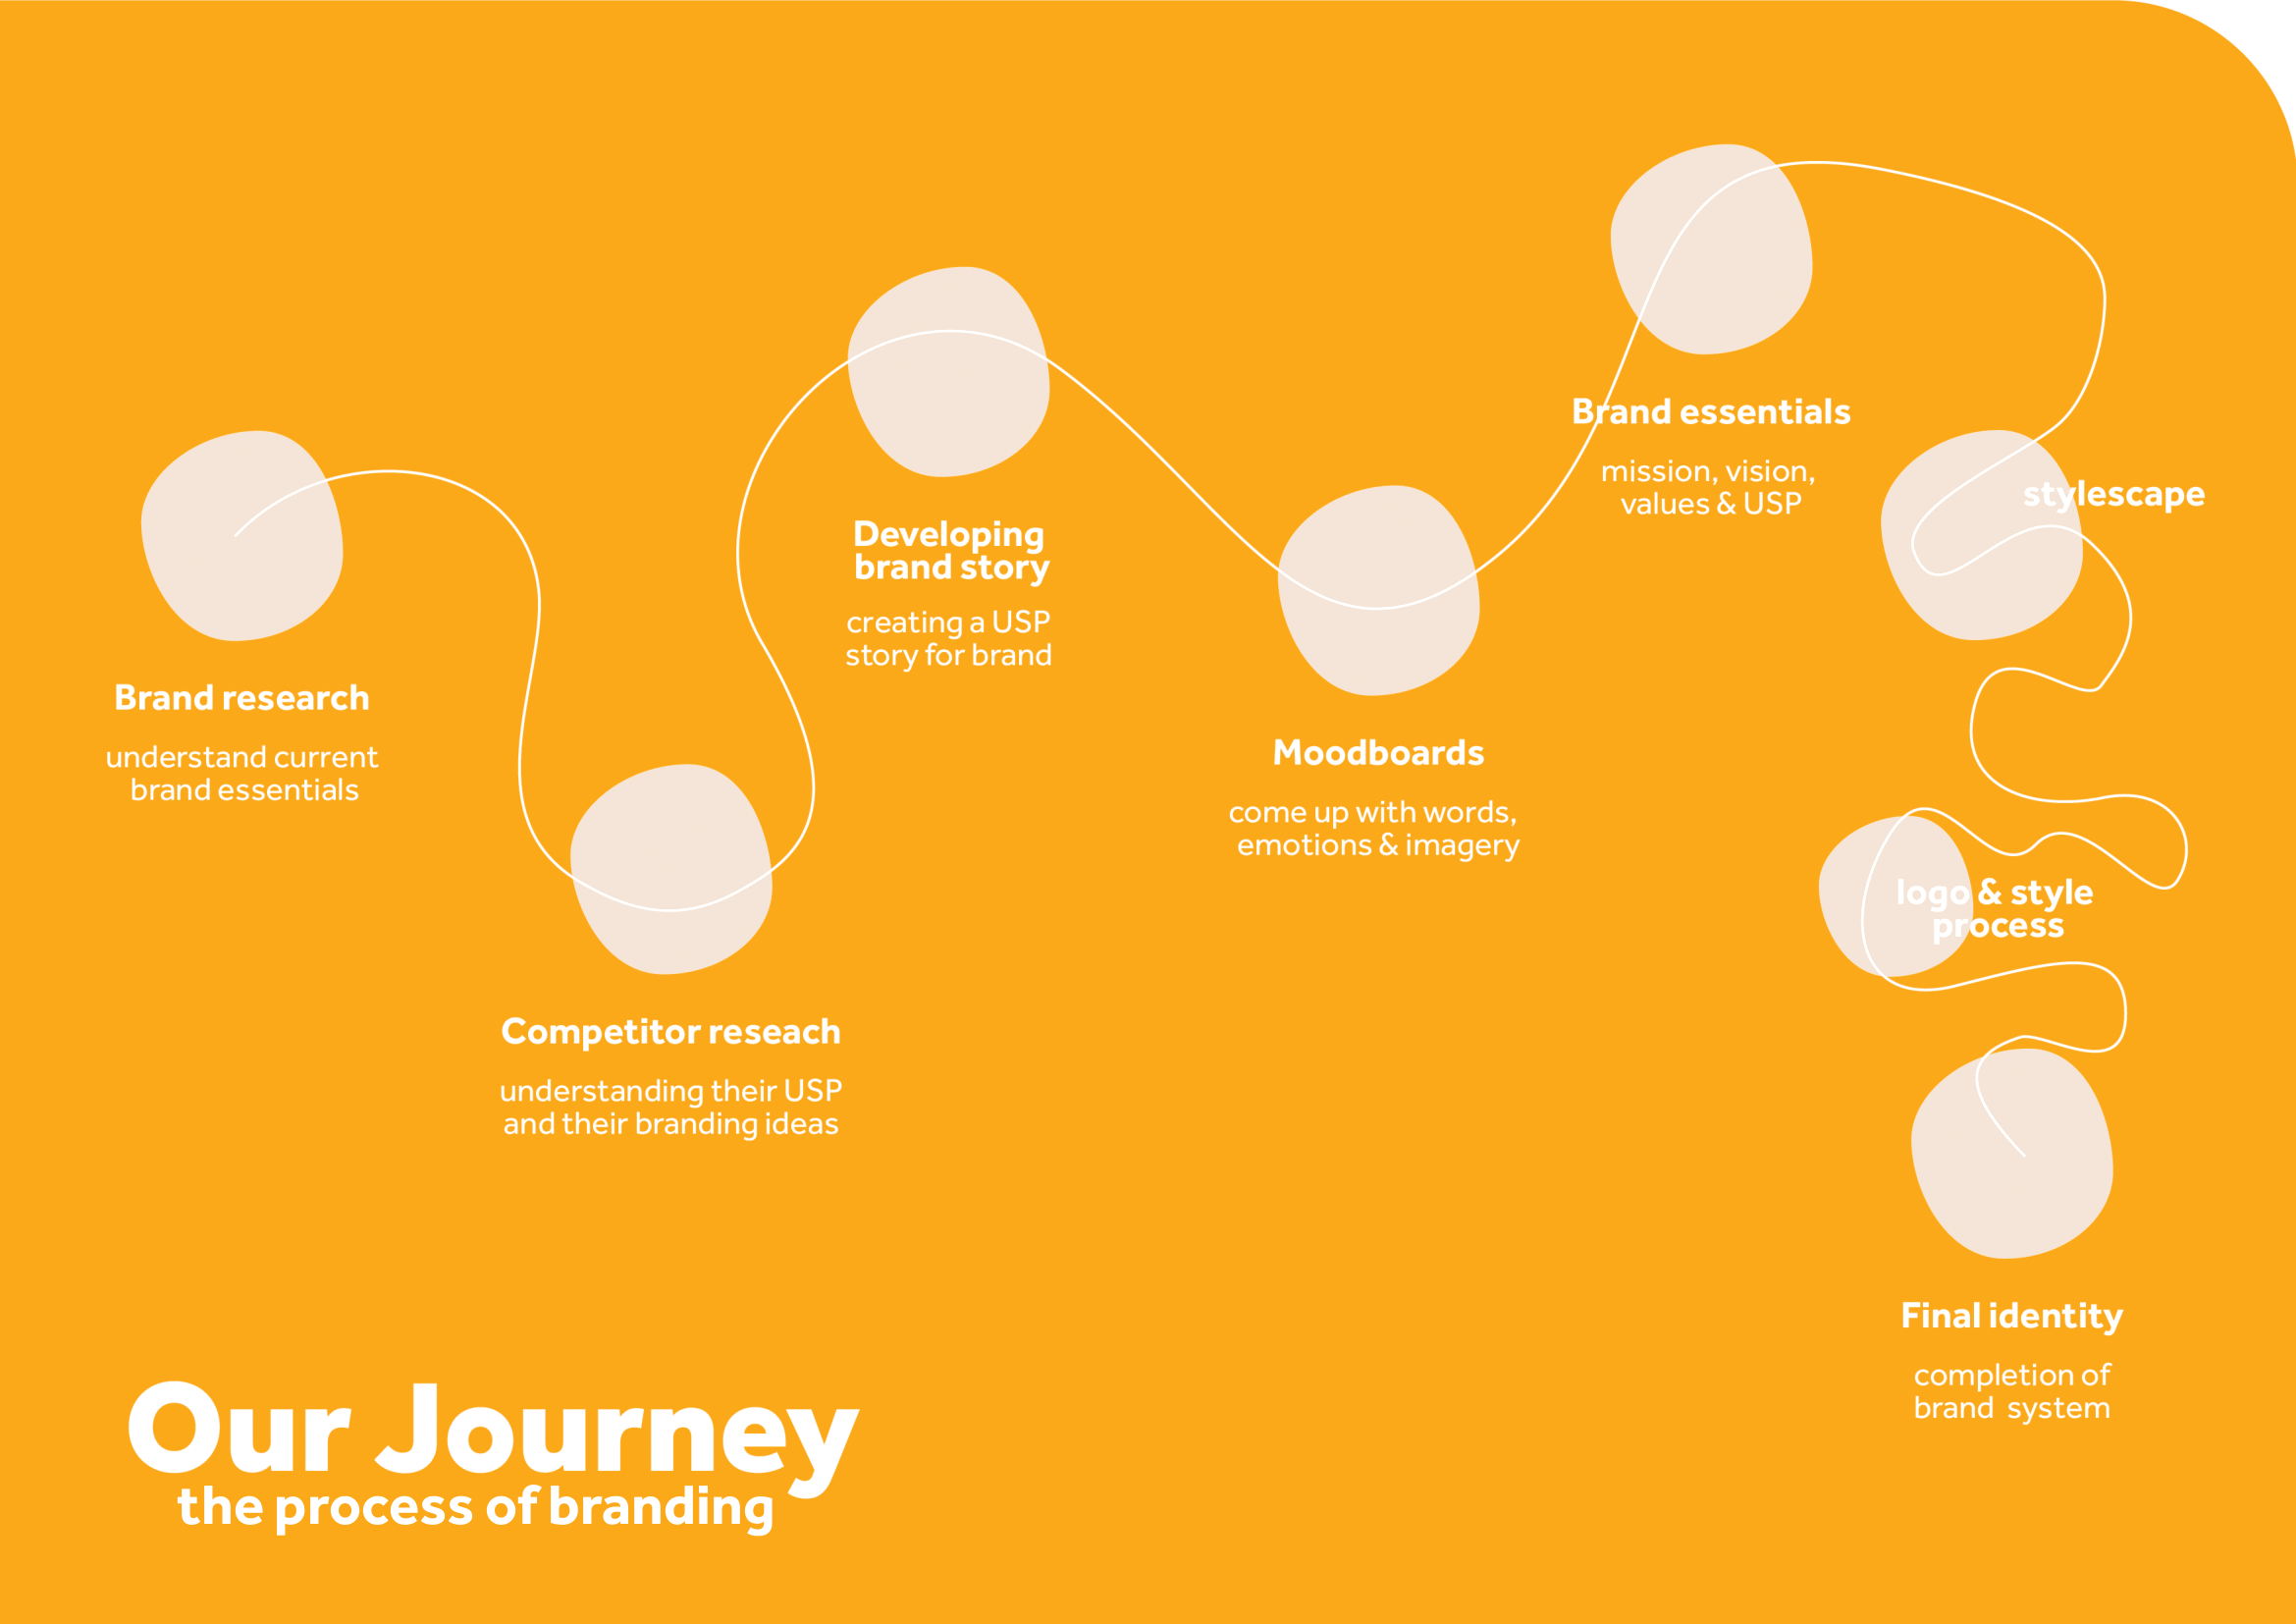 Brand research
understand current
brand essentials
Competitor reseach
understanding their USP
and their branding ideas
Developing
brand story
creating a USP
story for brand
Moodboards
come up with words,
emotions & imagery
Brand essentials
mission, vision,
values & USP
stylescape
logo & style
process
Final identity
completion of
brand system
Our Journey
the process of branding